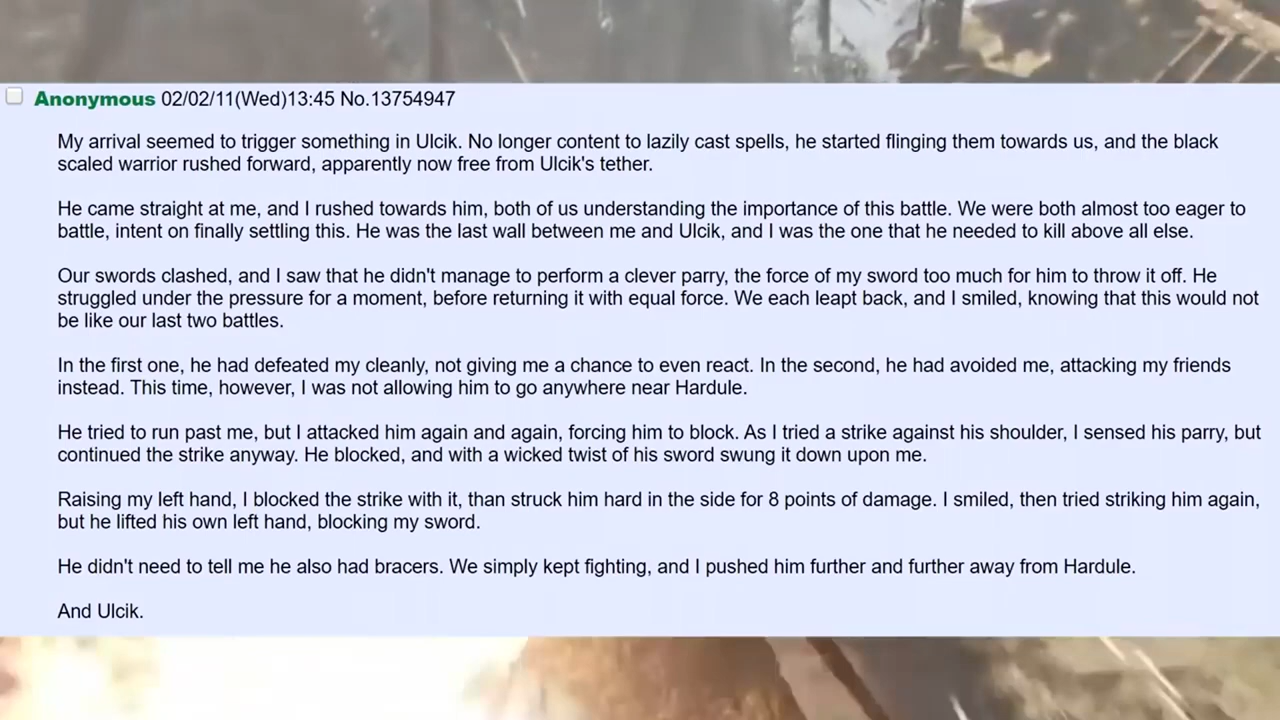 Anonymous 02/02/11(Wed)13:45 No.13754947
My arrival seemed to trigger something in Ulcik. No longer content to lazily cast spells, he started flinging them towards us, and the black
scaled warrior rushed forward, apparently now free from Ulcik's tether.
He came straight at me, and I rushed towards him, both of us understanding the importance of this battle. We were both almost too eager to
battle, intent on finally settling this. He was the last wall between me and Ulcik, and I was the one that he needed to kill above all else.
Our swords clashed, and I saw that he didn't manage to perform a clever parry, the force of my sword too much for him to throw it off. He
struggled under the pressure for a moment, before returning it with equal force. We each leapt back, and I smiled, knowing that this would not
be like our last two battles.
In the first one, he had defeated my cleanly, not giving me a chance to even react. In the second, he had avoided me, attacking my friends
instead. This time, however, I was not allowing him to go anywhere near Hardule.
He tried to run past me, but I attacked him again and again, forcing him to block. As I tried a strike against his shoulder, I sensed his parry, but
continued the strike anyway. He blocked, and with a wicked twist of his sword swung it down upon me.
Raising my left hand, I blocked the strike with it, than struck him hard in the side for 8 points of damage. I smiled, then tried striking him again,
but he lifted his own left hand, blocking my sword.
He didn't need to tell me he also had bracers. We simply kept fighting, and I pushed him further and further away from Hardule.
And Ulcik.